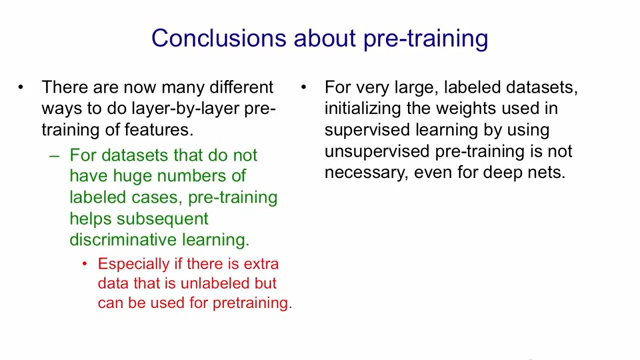 Conclusions about pre-training
• There are now many different
ways to do layer-by-layer pre-
training of features.
– For datasets that do not
have huge numbers of
labeled cases, pre-training
helps subsequent
discriminative learning.
• Especially if there is extra
data that is unlabeled but
can be used for pretraining.
• For very large, labeled datasets,
initializing the weights used in
supervised learning by using
unsupervised pre-training is not
necessary, even for deep nets.